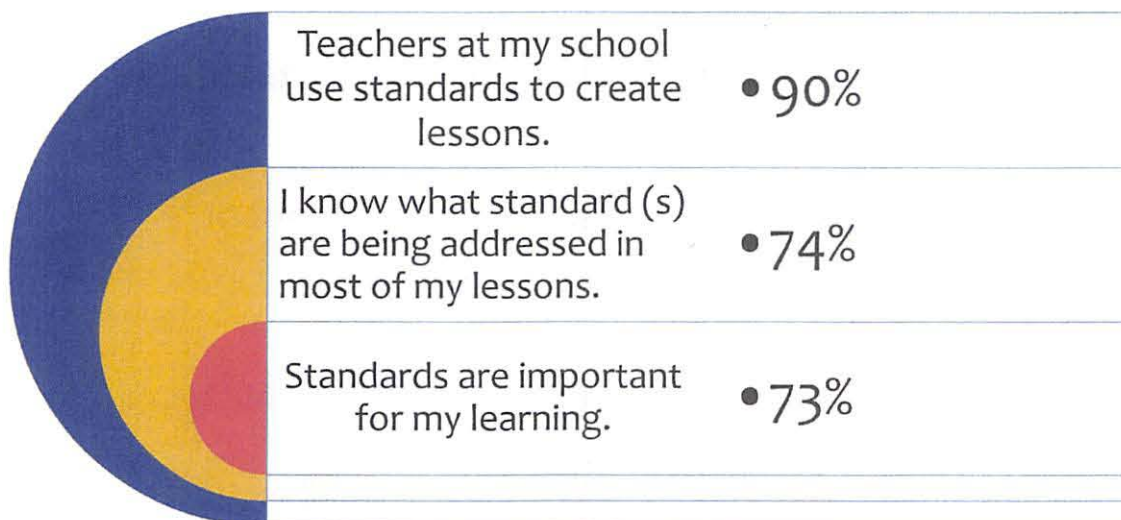 Teachers at my school
use standards to create
lessons.
• 90%
I know what standard (s)
are being addressed in
most of my lessons.
• 74%
Standards are important
for my learning.
• 73%